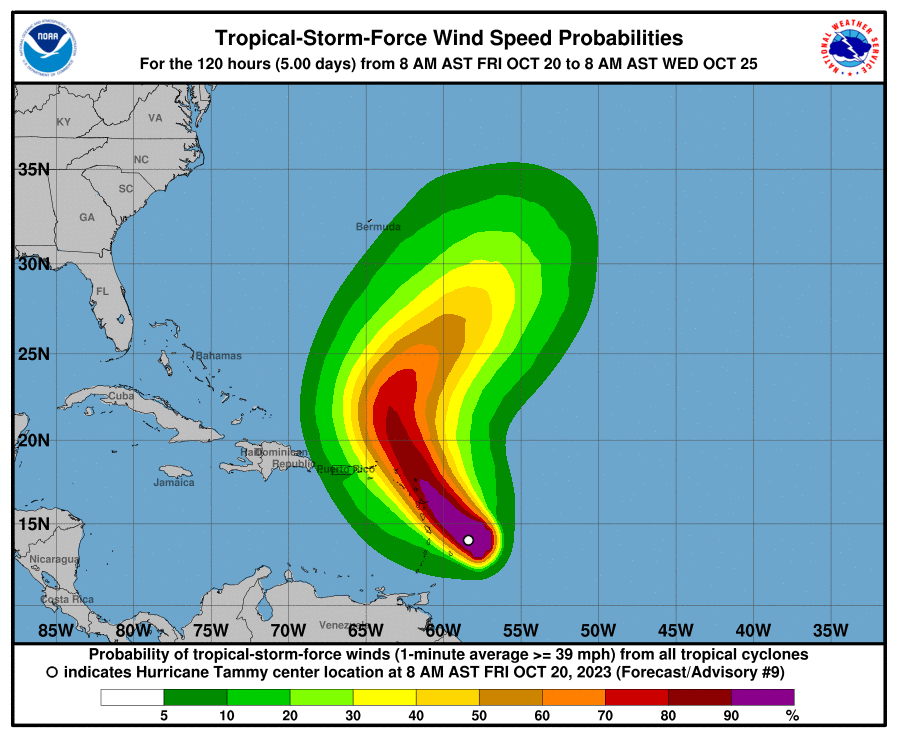 Tropical-Storm-Force Wind Speed Probabilities
For the 120 hours (5.00 days) from 8 AM AST FRI OCT 20 to 8 AM AST WED OCT 25
NOAA
NATIONAL WEATHER SERVICE
KY
VA
NC
SC
GA
FL
35N
30N
25N
20N
15N
Bermuda
Bahamas
Cuba
Dominican
Republic
Puerto Rico
Jamaica
Nicaragua
Costa Rica
85W 80W 75W 70W 65W 60W 55W 50W 45W 40W 35W
Probability of tropical-storm-force winds (1-minute average >= 39 mph) from all tropical cyclones
indicates Hurricane Tammy center location at 8 AM AST FRI OCT 20, 2023 (Forecast/Advisory #9)
5 10 20 30 40 50 60 70 80 90 %